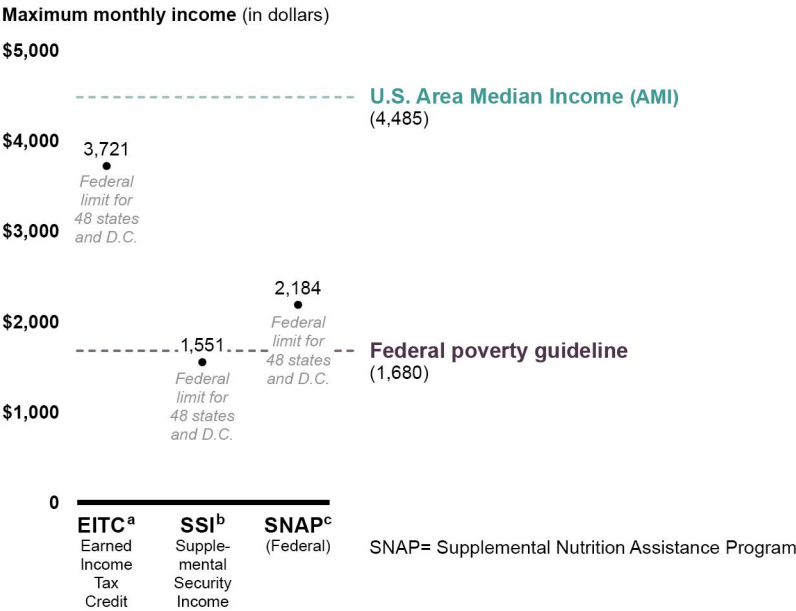 Maximum monthly income (in dollars)
$5,000
U.S. Area Median Income (AMI)
(4,485)
$4,000
3,721
Federal
limit for
48 states
and D.C.
$3,000
2,184
Federal
limit for
48 states
and D.C.
$2,000
1,551
Federal
limit for
48 states
and D.C.
Federal poverty guideline
(1,680)
$1,000
0
EITCa
Earned
Income
Tax
Credit
SSIb
Supple-
mental
Security
Income
SNAPc
(Federal)
SNAP= Supplemental Nutrition Assistance Program